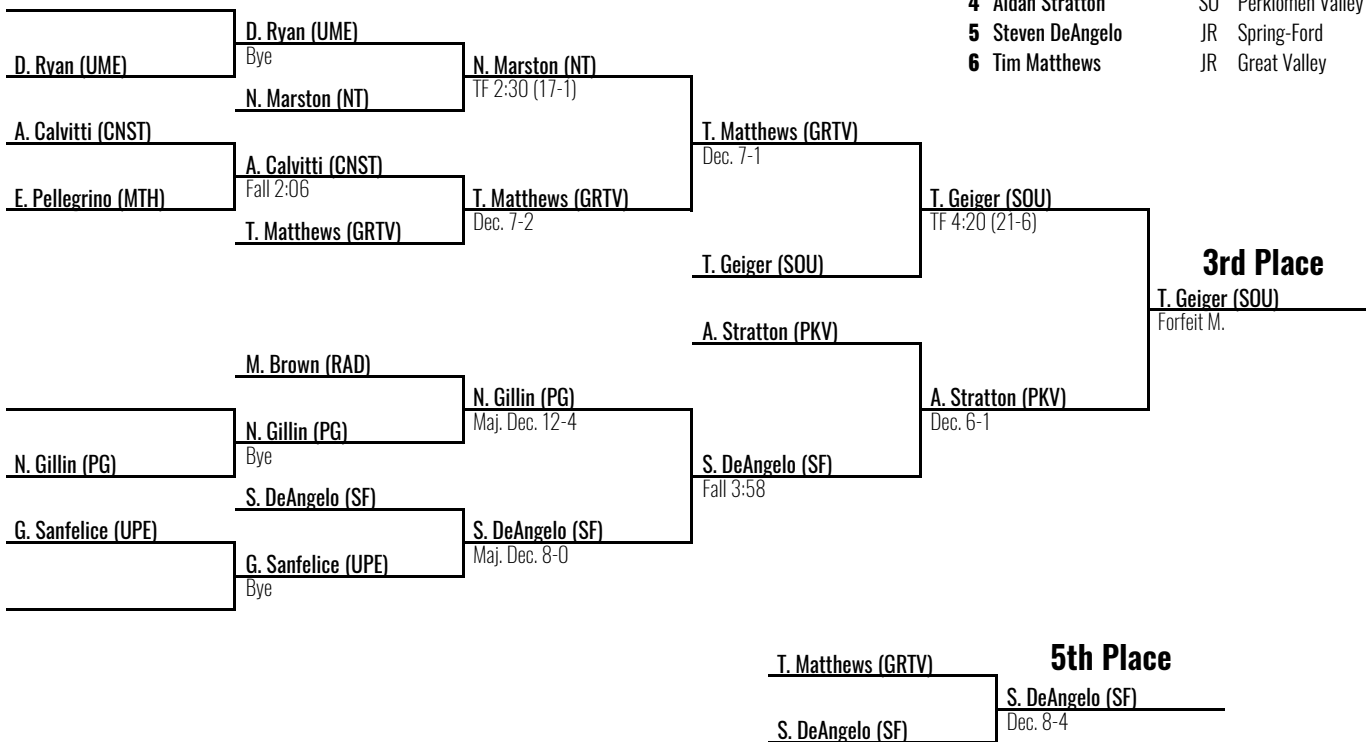 4 Aidan Stratton SO Perkiomen Valley
5 Steven DeAngelo JR Spring-Ford
6 Tim Matthews JR Great Valley
D. Ryan (UME)
Bye
D. Ryan (UME)
N. Marston (NT)
TF 2:30 (17-1)
N. Marston (NT)
A. Calvitti (CNST)
T. Matthews (GRTV)
Dec. 7-1
A. Calvitti (CNST)
Fall 2:06
E. Pellegrino (MTH)
T. Matthews (GRTV)
Dec. 7-2
T. Geiger (SOU)
TF 4:20 (21-6)
T. Matthews (GRTV)
T. Geiger (SOU)
3rd Place
T. Geiger (SOU)
Forfeit M.
A. Stratton (PKV)
M. Brown (RAD)
N. Gillin (PG)
Maj. Dec. 12-4
A. Stratton (PKV)
Dec. 6-1
N. Gillin (PG)
Bye
N. Gillin (PG)
S. DeAngelo (SF)
Fall 3:58
S. DeAngelo (SF)
G. Sanfelice (UPE)
S. DeAngelo (SF)
Maj. Dec. 8-0
G. Sanfelice (UPE)
Bye
T. Matthews (GRTV)
5th Place
S. DeAngelo (SF)
Dec. 8-4
S. DeAngelo (SF)